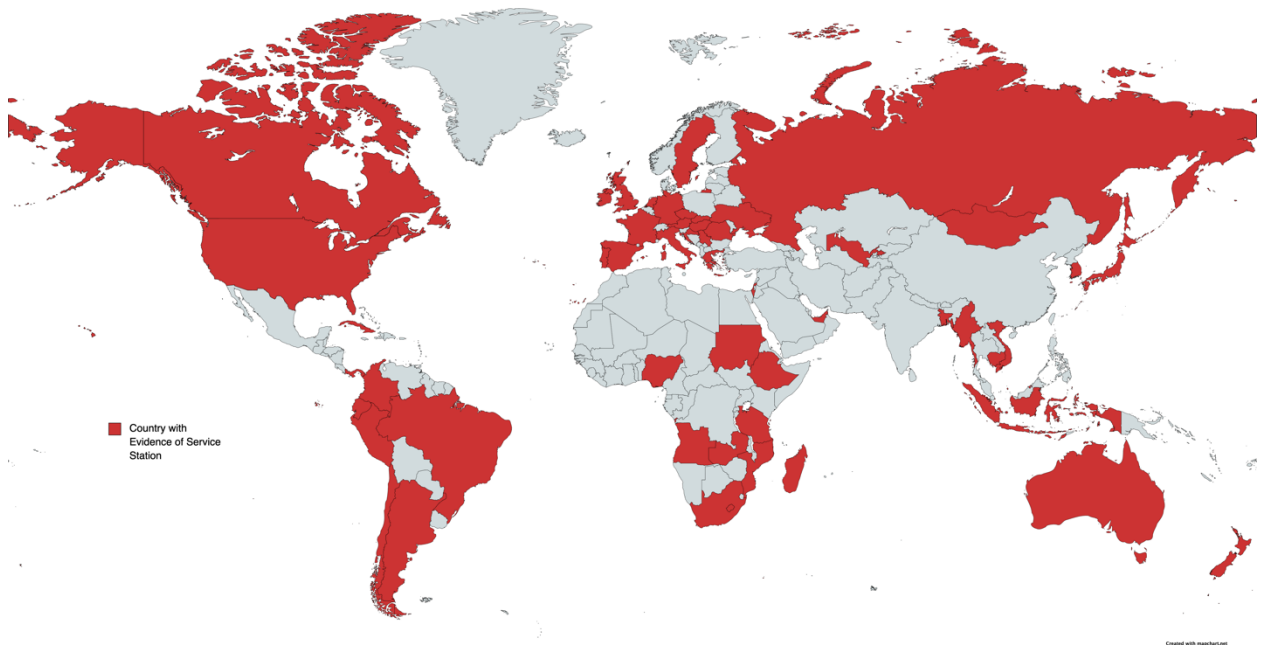 Country with
Evidence of Service
Station
Created with mapchart.net